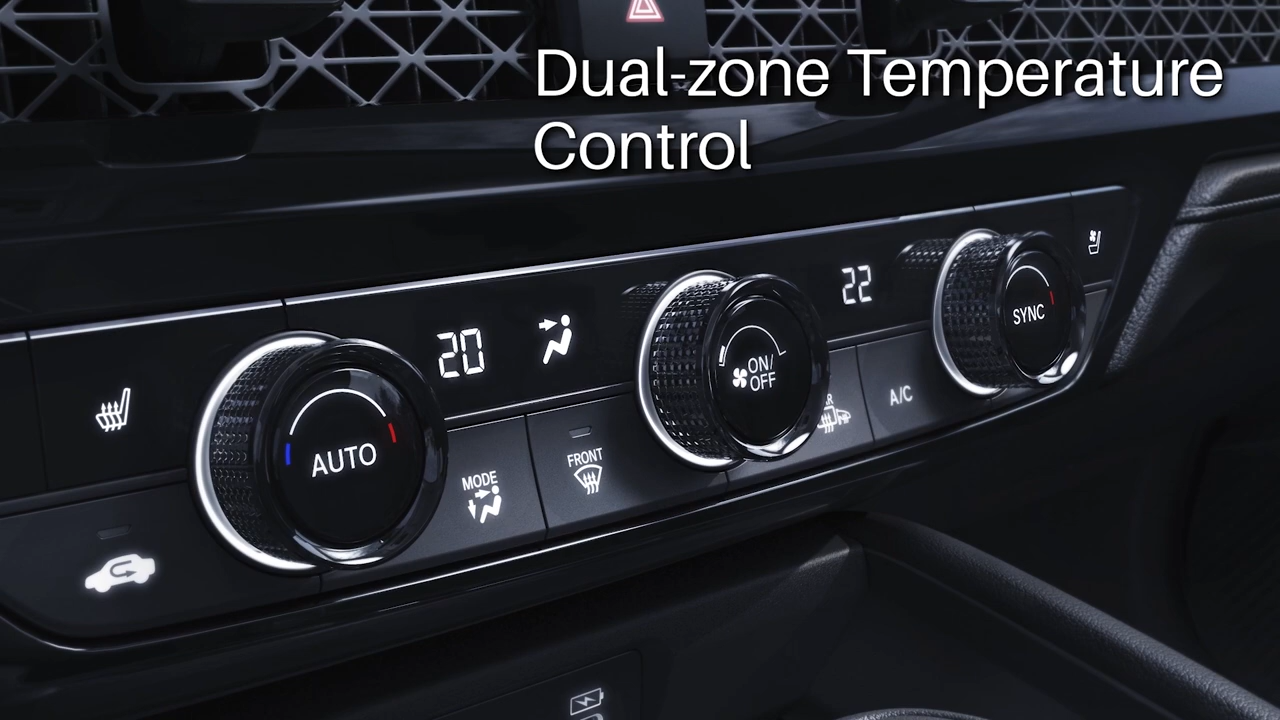 Dual-zone Temperature
Control
20
22
SYNC
ON/
OFF
A/C
AUTO
FRONT
MODE